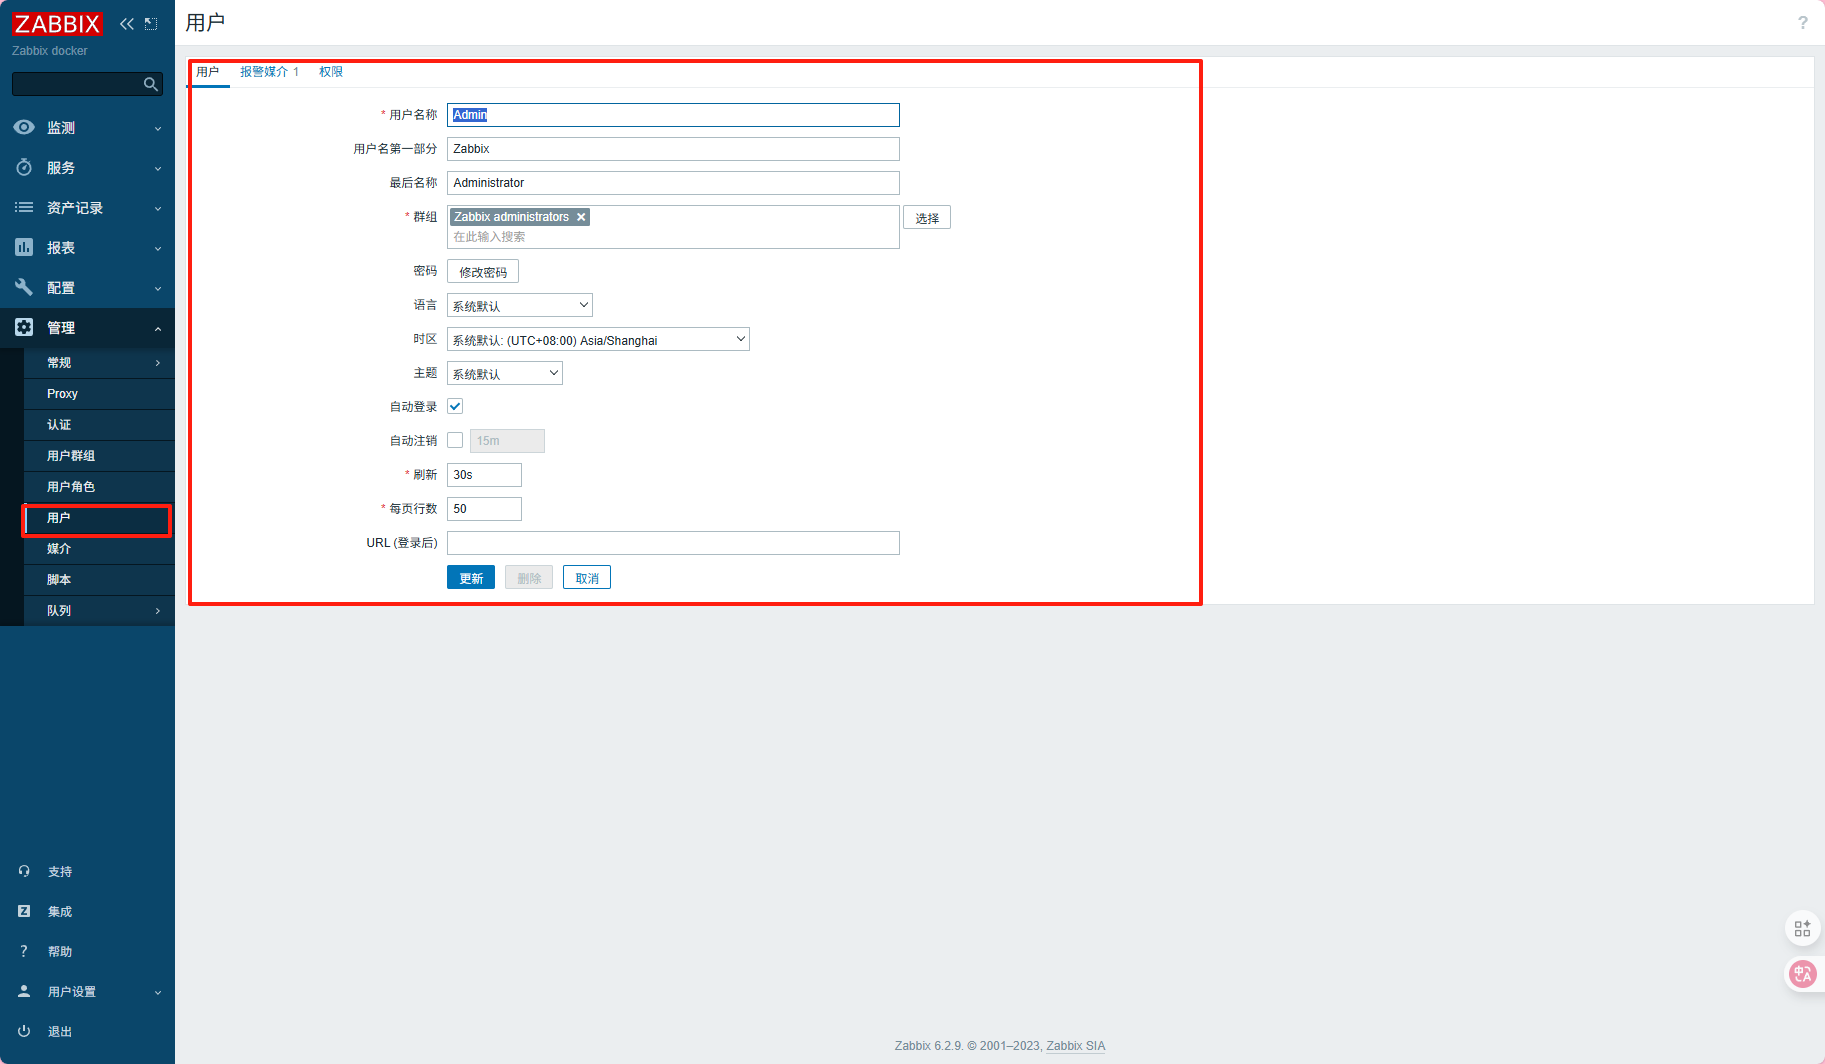 ZABBIX
Zabbix docker
监测
服务
资产记录
报表
配置
管理
常规
Proxy
认证
用户群组
用户角色
用户
媒介
脚本
队列
支持
集成
帮助
用户设置
退出
用户
用户 报警媒介 1 权限
* 用户名称 Admin
用户名第一部分 Zabbix
最后名称 Administrator
* 群组 Zabbix administrators 选择
在此输入搜索
密码 修改密码
语言 系统默认
时区 系统默认: (UTC+08:00) Asia/Shanghai
主题 系统默认
自动登录
自动注销 15m
* 刷新 30s
* 每页行数 50
URL (登录后)
更新 删除 取消
Zabbix 6.2.9. © 2001–2023, Zabbix SIA